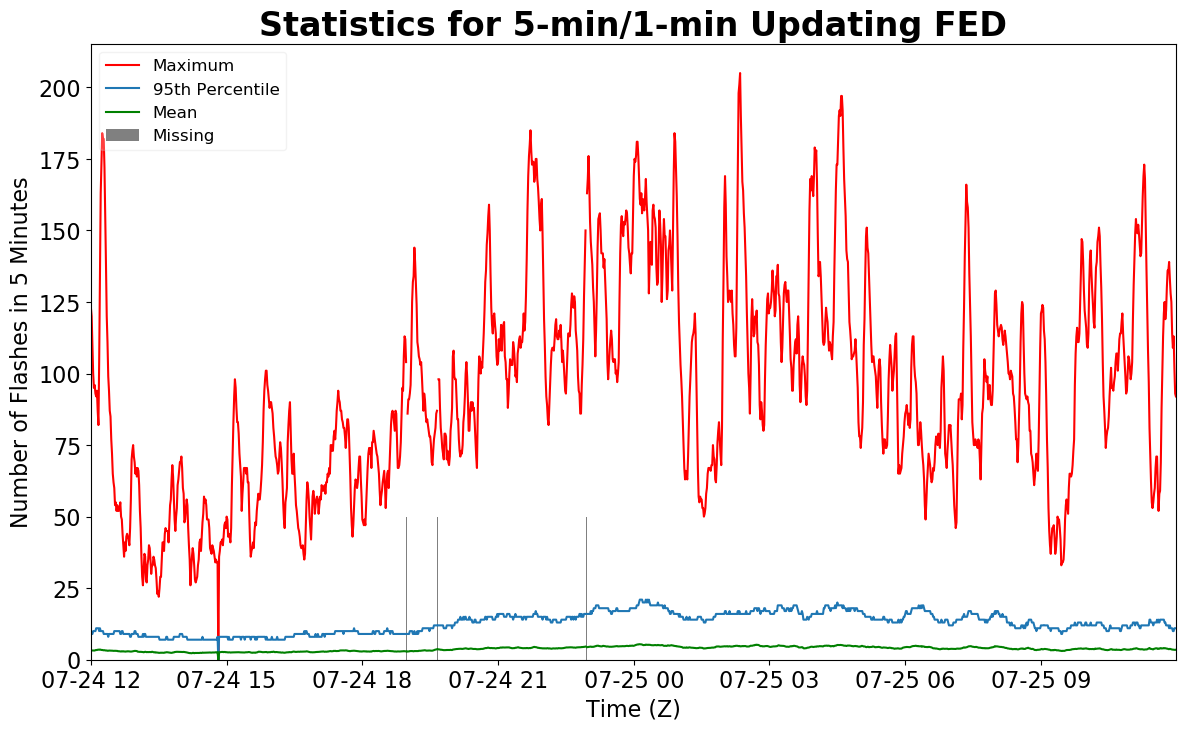 Statistics for 5-min/1-min Updating FED
Maximum
95th Percentile
Mean
Missing
Number of Flashes in 5 Minutes
200
175
150
125
100
75
50
25
0
07-24 12 07-24 15 07-24 18 07-24 21 07-25 00 07-25 03 07-25 06 07-25 09
Time (Z)